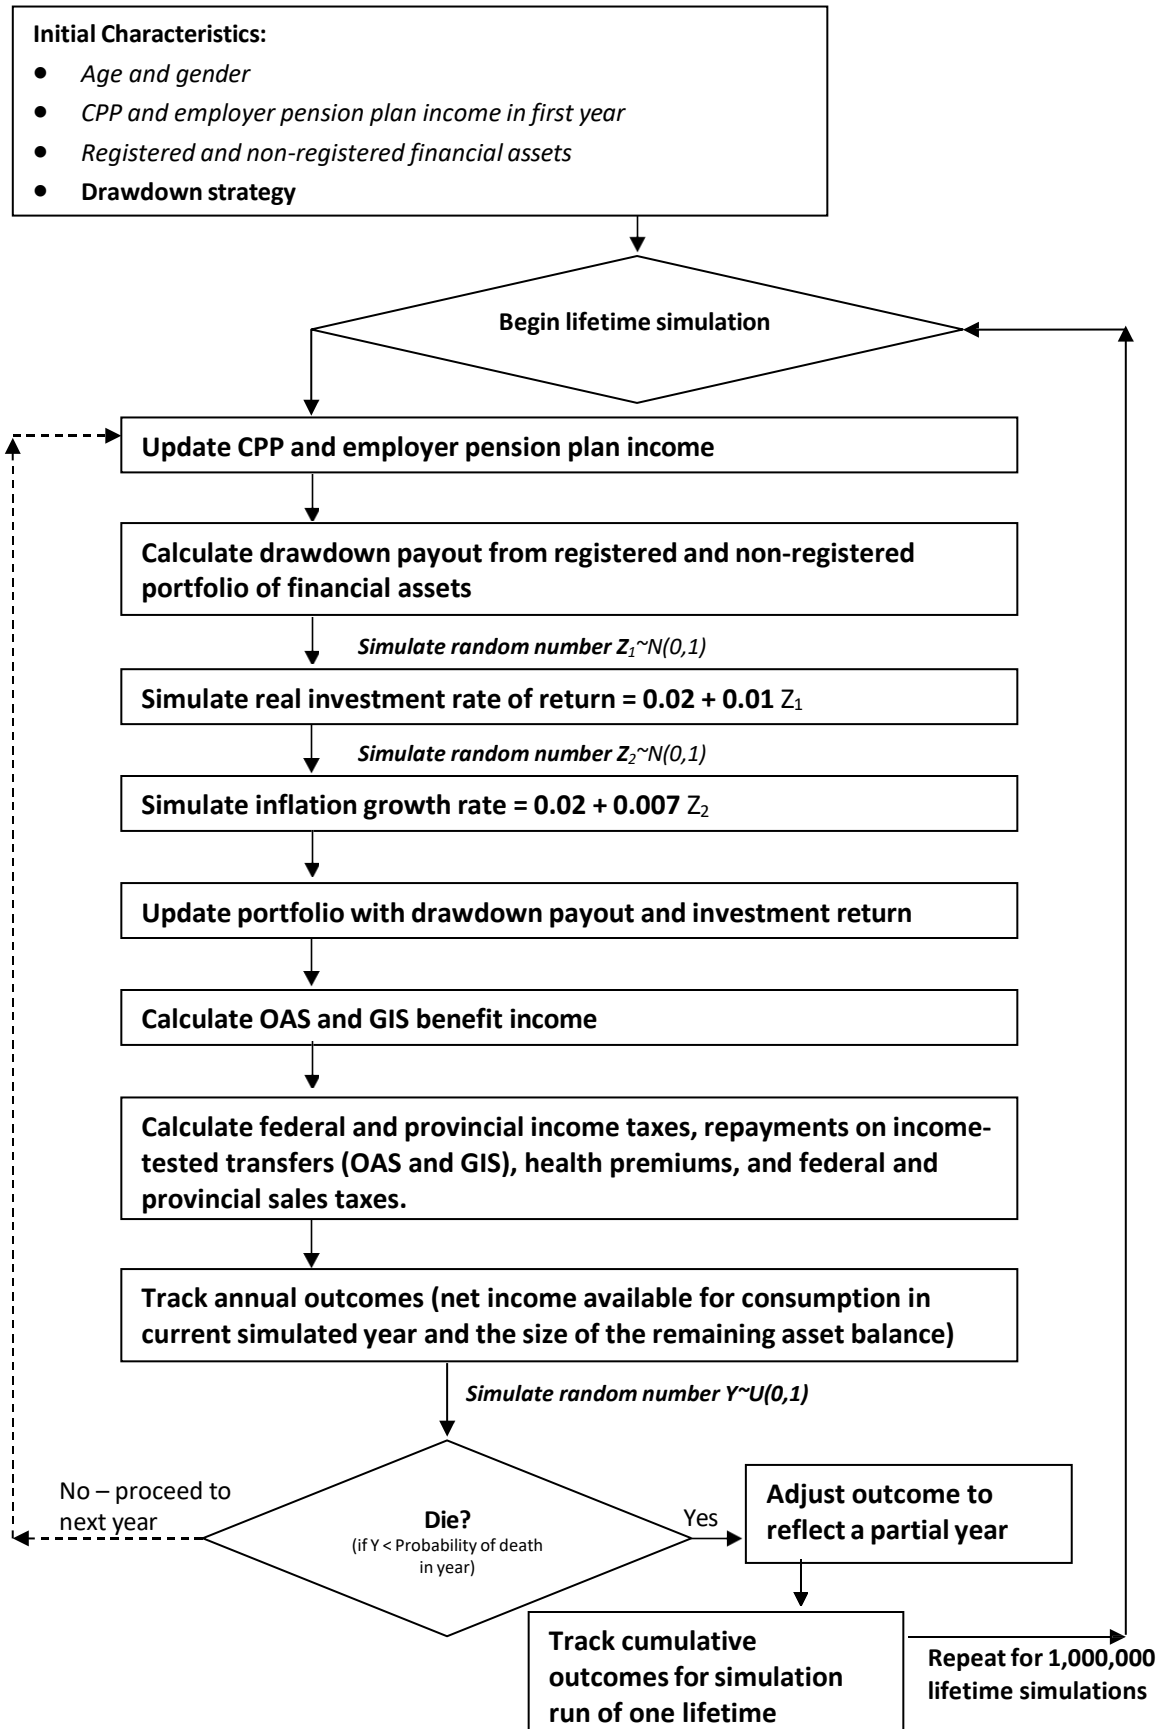 Initial Characteristics:
● Age and gender
● CPP and employer pension plan income in first year
● Registered and non-registered financial assets
● Drawdown strategy
Begin lifetime simulation
Update CPP and employer pension plan income
Calculate drawdown payout from registered and non-registered
portfolio of financial assets
Simulate random number Z₁~N(0,1)
Simulate real investment rate of return = 0.02 + 0.01 Z₁
Simulate random number Z₂~N(0,1)
Simulate inflation growth rate = 0.02 + 0.007 Z₂
Update portfolio with drawdown payout and investment return
Calculate OAS and GIS benefit income
Calculate federal and provincial income taxes, repayments on income-
tested transfers (OAS and GIS), health premiums, and federal and
provincial sales taxes.
Track annual outcomes (net income available for consumption in
current simulated year and the size of the remaining asset balance)
Simulate random number Y~U(0,1)
No – proceed to
next year
Die?
(if Y < Probability of death
in year)
Yes
Adjust outcome to
reflect a partial year
Track cumulative
outcomes for simulation
run of one lifetime
Repeat for 1,000,000
lifetime simulations